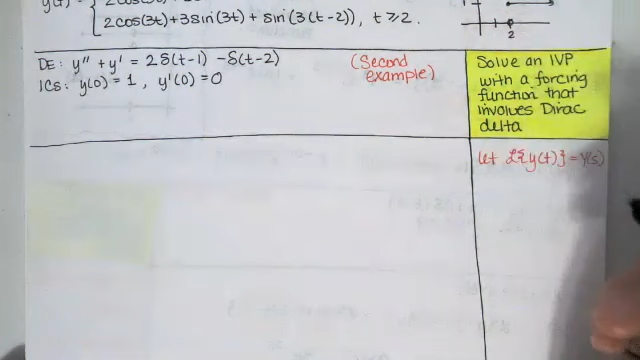 2cos(3t)+3sin(3t) + sin(3(t-2)), t≥2.
2
DE: y'' + y' = 2δ(t-1) - δ(t-2)
ICs: y(0) = 1, y'(0) = 0
(Second
example)
Solve an IVP
with a forcing
function that
involves Dirac
delta
let ℒ{y(t)} = Y(s)